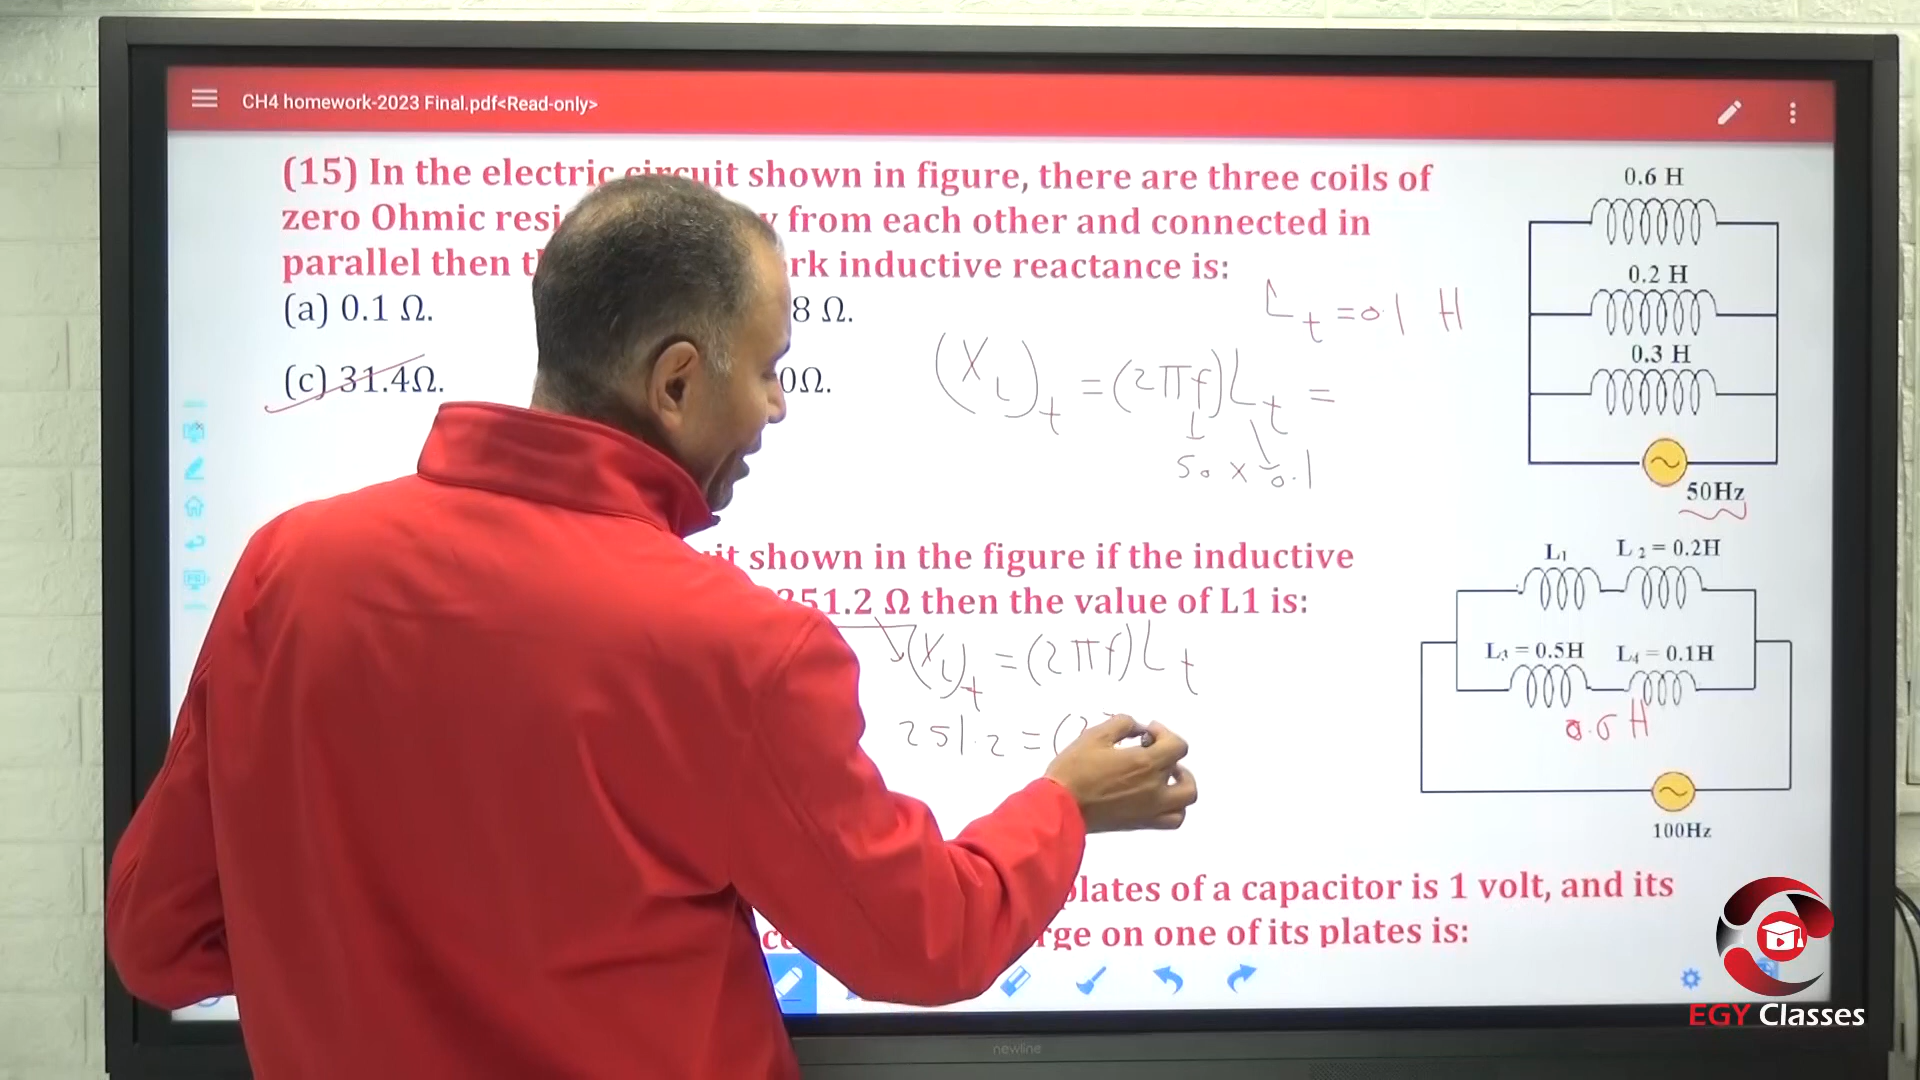 CH4 homework-2023 Final.pdf<Read-only>
(15) In the electric circuit shown in figure, there are three coils of
zero Ohmic from each other and connected in
parallel then inductive reactance is:
(a) 0.1 Ω. 8 Ω.
(c) 31.4Ω. 0Ω.
L t = 0.1 H
(XL)t = (2πf)Lt =
50 x 0.1
0.6 H
0.2 H
0.3 H
50Hz
shown in the figure if the inductive
251.2 Ω then the value of L1 is:
(XL)t = (2πf)Lt
251.2 = (2
L1 L2 = 0.2H
L3 = 0.5H L4 = 0.1H
0.6 H
100Hz
plates of a capacitor is 1 volt, and its
on one of its plates is:
EGY Classes
newline